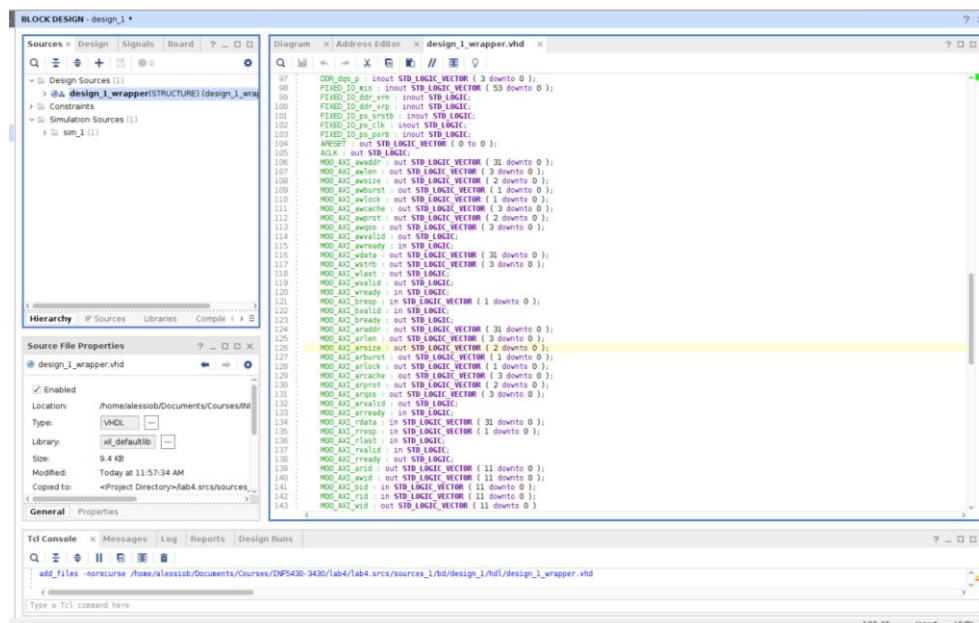 BLOCK DESIGN - design_1 *
Sources
Design
Signals
Board
Design Sources (1)
design_1_wrapper(STRUCTURE) (design_1_wrap
Constraints
Simulation Sources (1)
sim_1 (1)
Hierarchy
IP Sources
Libraries
Compile
Source File Properties
design_1_wrapper.vhd
Enabled
Location: /home/alessiob/Documents/Courses/INI
Type: VHDL
Library: xil_defaultlib
Size: 9.4 KB
Modified: Today at 11:57:34 AM
Copied to: <Project Directory>/lab4.srcs/sources_
General
Properties
Diagram
Address Editor
design_1_wrapper.vhd
97 DDR_dqs_p : inout STD_LOGIC_VECTOR ( 3 downto 0 );
98 FIXED_IO_mio : inout STD_LOGIC_VECTOR ( 53 downto 0 );
99 FIXED_IO_ddr_vrn : inout STD_LOGIC;
100 FIXED_IO_ddr_vrp : inout STD_LOGIC;
101 FIXED_IO_ps_srstb : inout STD_LOGIC;
102 FIXED_IO_ps_clk : inout STD_LOGIC;
103 FIXED_IO_ps_porb : inout STD_LOGIC;
104 ARESET : out STD_LOGIC_VECTOR ( 0 to 0 );
105 ACLK : out STD_LOGIC;
106 M00_AXI_awaddr : out STD_LOGIC_VECTOR ( 31 downto 0 );
107 M00_AXI_awlen : out STD_LOGIC_VECTOR ( 3 downto 0 );
108 M00_AXI_awsize : out STD_LOGIC_VECTOR ( 2 downto 0 );
109 M00_AXI_awburst : out STD_LOGIC_VECTOR ( 1 downto 0 );
110 M00_AXI_awlock : out STD_LOGIC_VECTOR ( 1 downto 0 );
111 M00_AXI_awcache : out STD_LOGIC_VECTOR ( 3 downto 0 );
112 M00_AXI_awprot : out STD_LOGIC_VECTOR ( 2 downto 0 );
113 M00_AXI_awqos : out STD_LOGIC_VECTOR ( 3 downto 0 );
114 M00_AXI_awvalid : out STD_LOGIC;
115 M00_AXI_awready : in STD_LOGIC;
116 M00_AXI_wdata : out STD_LOGIC_VECTOR ( 31 downto 0 );
117 M00_AXI_wstrb : out STD_LOGIC_VECTOR ( 3 downto 0 );
118 M00_AXI_wlast : out STD_LOGIC;
119 M00_AXI_wvalid : out STD_LOGIC;
120 M00_AXI_wready : in STD_LOGIC;
121 M00_AXI_bresp : in STD_LOGIC_VECTOR ( 1 downto 0 );
122 M00_AXI_bvalid : in STD_LOGIC;
123 M00_AXI_bready : out STD_LOGIC;
124 M00_AXI_araddr : out STD_LOGIC_VECTOR ( 31 downto 0 );
125 M00_AXI_arlen : out STD_LOGIC_VECTOR ( 3 downto 0 );
126 M00_AXI_arsize : out STD_LOGIC_VECTOR ( 2 downto 0 );
127 M00_AXI_arburst : out STD_LOGIC_VECTOR ( 1 downto 0 );
128 M00_AXI_arlock : out STD_LOGIC_VECTOR ( 1 downto 0 );
129 M00_AXI_arcache : out STD_LOGIC_VECTOR ( 3 downto 0 );
130 M00_AXI_arprot : out STD_LOGIC_VECTOR ( 2 downto 0 );
131 M00_AXI_arqos : out STD_LOGIC_VECTOR ( 3 downto 0 );
132 M00_AXI_arvalid : out STD_LOGIC;
133 M00_AXI_arready : in STD_LOGIC;
134 M00_AXI_rdata : in STD_LOGIC_VECTOR ( 31 downto 0 );
135 M00_AXI_rresp : in STD_LOGIC_VECTOR ( 1 downto 0 );
136 M00_AXI_rlast : in STD_LOGIC;
137 M00_AXI_rvalid : in STD_LOGIC;
138 M00_AXI_rready : out STD_LOGIC;
139 M00_AXI_arid : out STD_LOGIC_VECTOR ( 11 downto 0 );
140 M00_AXI_awid : out STD_LOGIC_VECTOR ( 11 downto 0 );
141 M00_AXI_bid : in STD_LOGIC_VECTOR ( 11 downto 0 );
142 M00_AXI_rid : in STD_LOGIC_VECTOR ( 11 downto 0 );
143 M00_AXI_wid : out STD_LOGIC_VECTOR ( 11 downto 0 )
Tcl Console
Messages
Log
Reports
Design Runs
add_files -norecurse /home/alessiob/Documents/Courses/INF5430-3430/lab4/lab4.srcs/sources_1/bd/design_1/hdl/design_1_wrapper.vhd
Type a Tcl command here